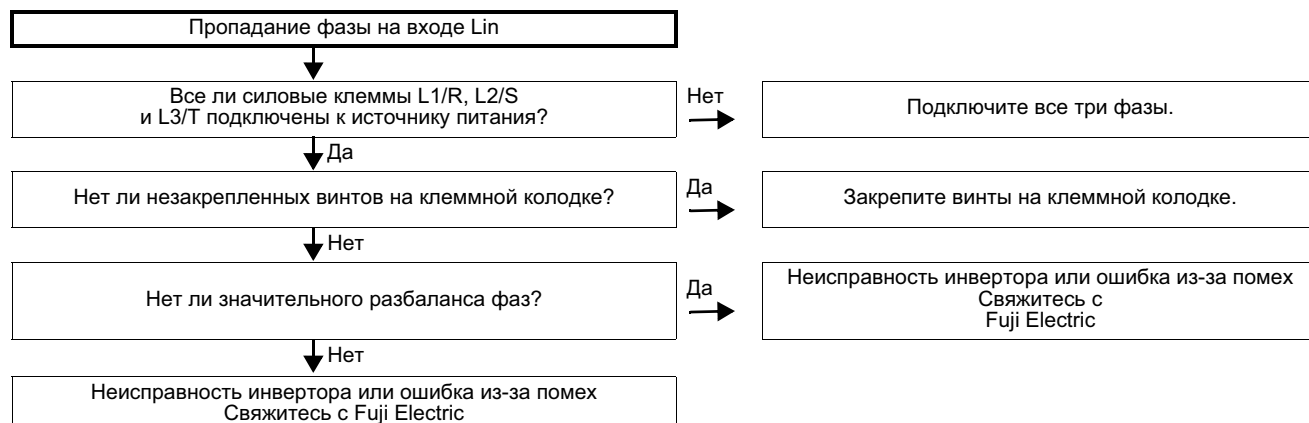 Пропадание фазы на входе Lin
Все ли силовые клеммы L1/R, L2/S
и L3/T подключены к источнику питания?
Нет
Подключите все три фазы.
Да
Нет ли незакрепленных винтов на клеммной колодке?
Да
Закрепите винты на клеммной колодке.
Нет
Нет ли значительного разбаланса фаз?
Да
Неисправность инвертора или ошибка из-за помех
Свяжитесь с
Fuji Electric
Нет
Неисправность инвертора или ошибка из-за помех
Свяжитесь с Fuji Electric